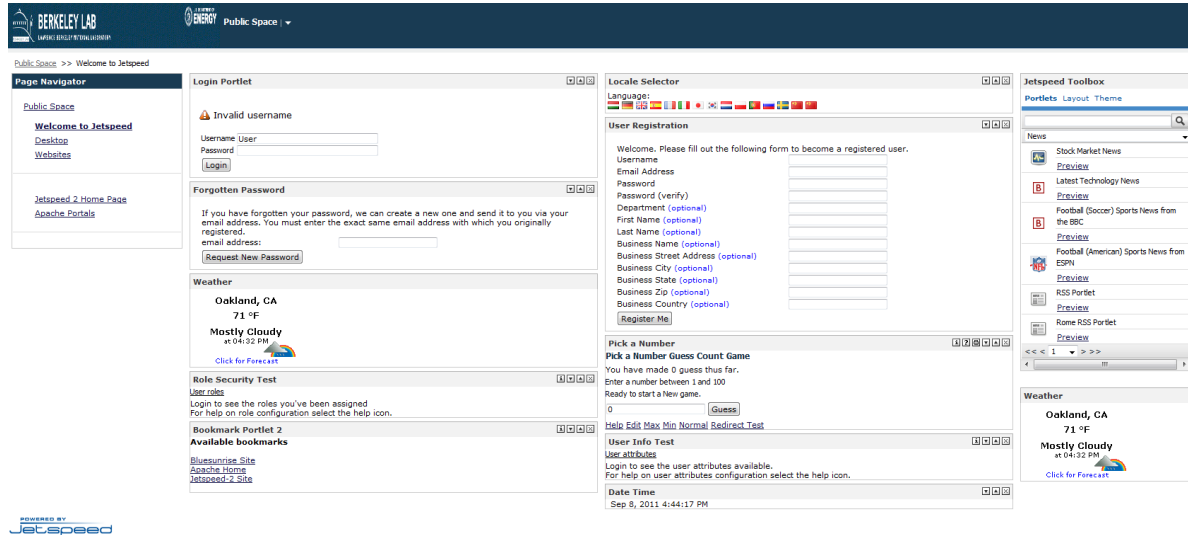 BERKELEY LAB
LAWRENCE BERKELEY NATIONAL LABORATORY
ENERGY
Public Space | 
Public Space >> Welcome to Jetspeed
Page Navigator
Public Space
Welcome to Jetspeed
Desktop
Websites
Jetspeed 2 Home Page
Apache Portals
Login Portlet
Invalid username
Username User
Password
Login
Forgotten Password
If you have forgotten your password, we can create a new one and send it to you via your
email address. You must enter the exact same email address with which you originally
registered.
email address:
Request New Password
Weather
Oakland, CA
71 °F
Mostly Cloudy
at 04:32 PM
Click for Forecast
Role Security Test
User roles
Login to see the roles you've been assigned
For help on role configuration select the help icon.
Bookmark Portlet 2
Available bookmarks
Bluesunrise Site
Apache Home
Jetspeed-2 Site
Locale Selector
Language:
User Registration
Welcome. Please fill out the following form to become a registered user.
Username
Email Address
Password
Password (verify)
Department (optional)
First Name (optional)
Last Name (optional)
Business Name (optional)
Business Street Address (optional)
Business City (optional)
Business State (optional)
Business Zip (optional)
Business Country (optional)
Register Me
Pick a Number
Pick a Number Guess Count Game
You have made 0 guess thus far.
Enter a number between 1 and 100
Ready to start a New game.
0 Guess
Help Edit Max Min Normal Redirect Test
User Info Test
User attributes
Login to see the user attributes available.
For help on user attributes configuration select the help icon.
Date Time
Sep 8, 2011 4:44:17 PM
Jetspeed Toolbox
Portlets Layout Theme
News
Stock Market News
Preview
Latest Technology News
Preview
Football (Soccer) Sports News from
the BBC
Preview
Football (American) Sports News from
ESPN
Preview
RSS Portlet
Preview
Rome RSS Portlet
Preview
<< < 1 > >>
Weather
Oakland, CA
71 °F
Mostly Cloudy
at 04:32 PM
Click for Forecast
POWERED BY
Jetspeed